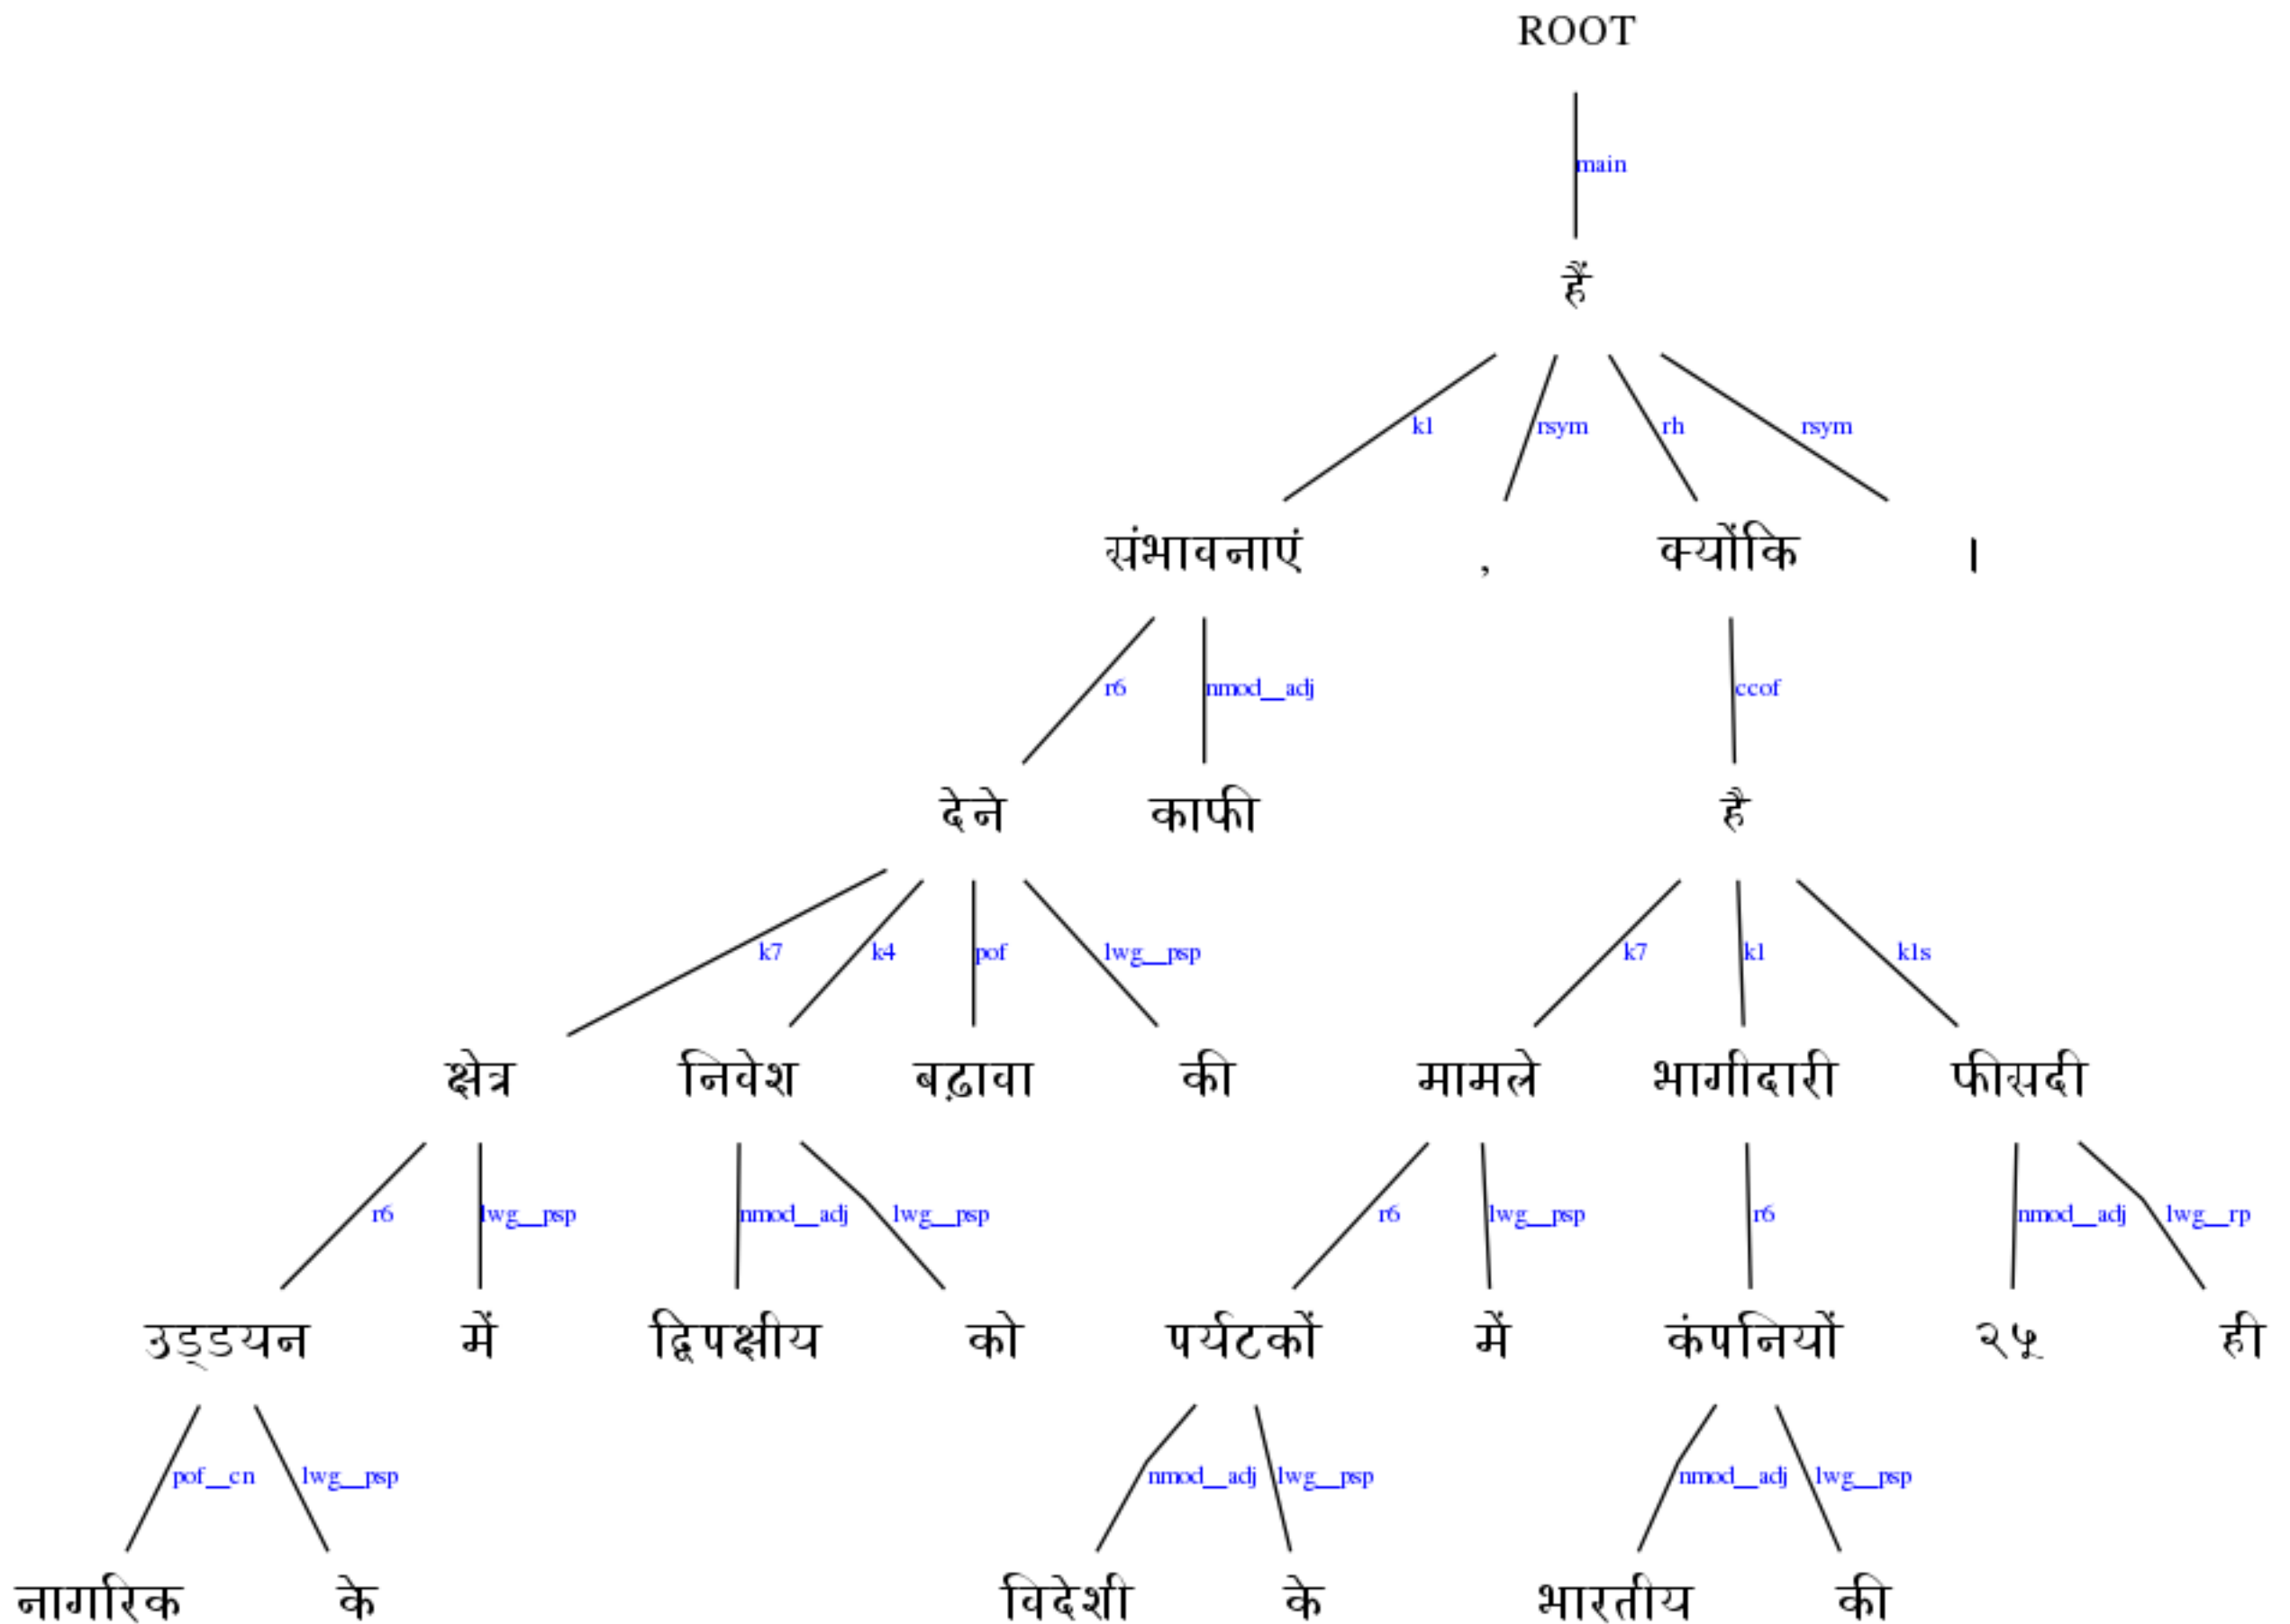 ROOT
main
हैं
k1 rsym rh rsym
संभावनाएं , क्योंकि ।
r6 nmod__adj ccof
देने काफी है
k7 k4 pof lwg__psp k7 k1 k1s
क्षेत्र निवेश बढ़ावा की मामले भागीदारी फीसदी
r6 lwg__psp nmod__adj lwg__psp r6 lwg__psp r6 nmod__adj lwg__rp
उड्डयन में द्विपक्षीय को पर्यटकों में कंपनियों २५ ही
pof__cn lwg__psp nmod__adj lwg__psp nmod__adj lwg__psp
नागरिक के विदेशी के भारतीय की